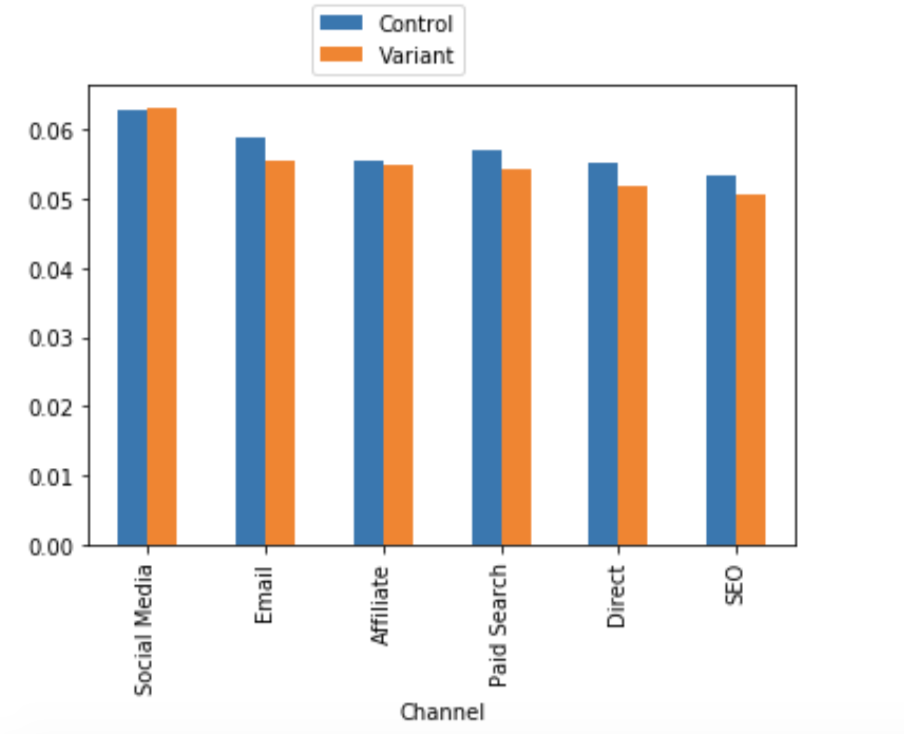 Control
Variant
0.06
0.05
0.04
0.03
0.02
0.01
0.00
Social Media
Email
Affiliate
Paid Search
Direct
SEO
Channel